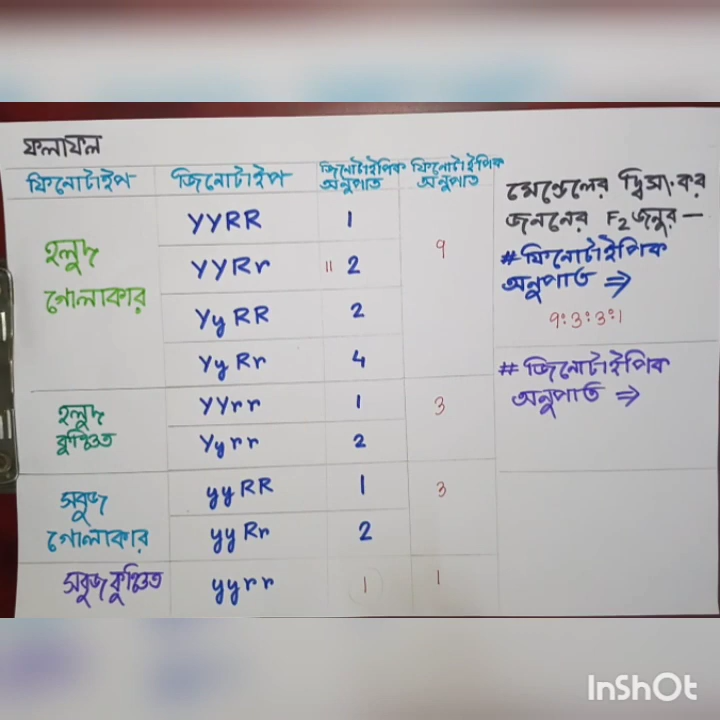 ফলাফল
ফিনোটাইপ জিনোটাইপ জিনোটাইপিক অনুপাত ফিনোটাইপিক অনুপাত
হলুদ গোলাকার
YYRR 1
YYRr 11 2
YyRR 2
YyRr 4
9
হলুদ কুঞ্চিত
YYrr 1
Yyrr 2
3
সবুজ গোলাকার
yyRR 1
yyRr 2
3
সবুজ কুঞ্চিত yyrr 1 1
মেন্ডেলের দ্বিসংকর
জননের F2 জনুর —
#ফিনোটাইপিক
অনুপাত ⇒
9:3:3:1
#জিনোটাইপিক
অনুপাত ⇒
InShOt